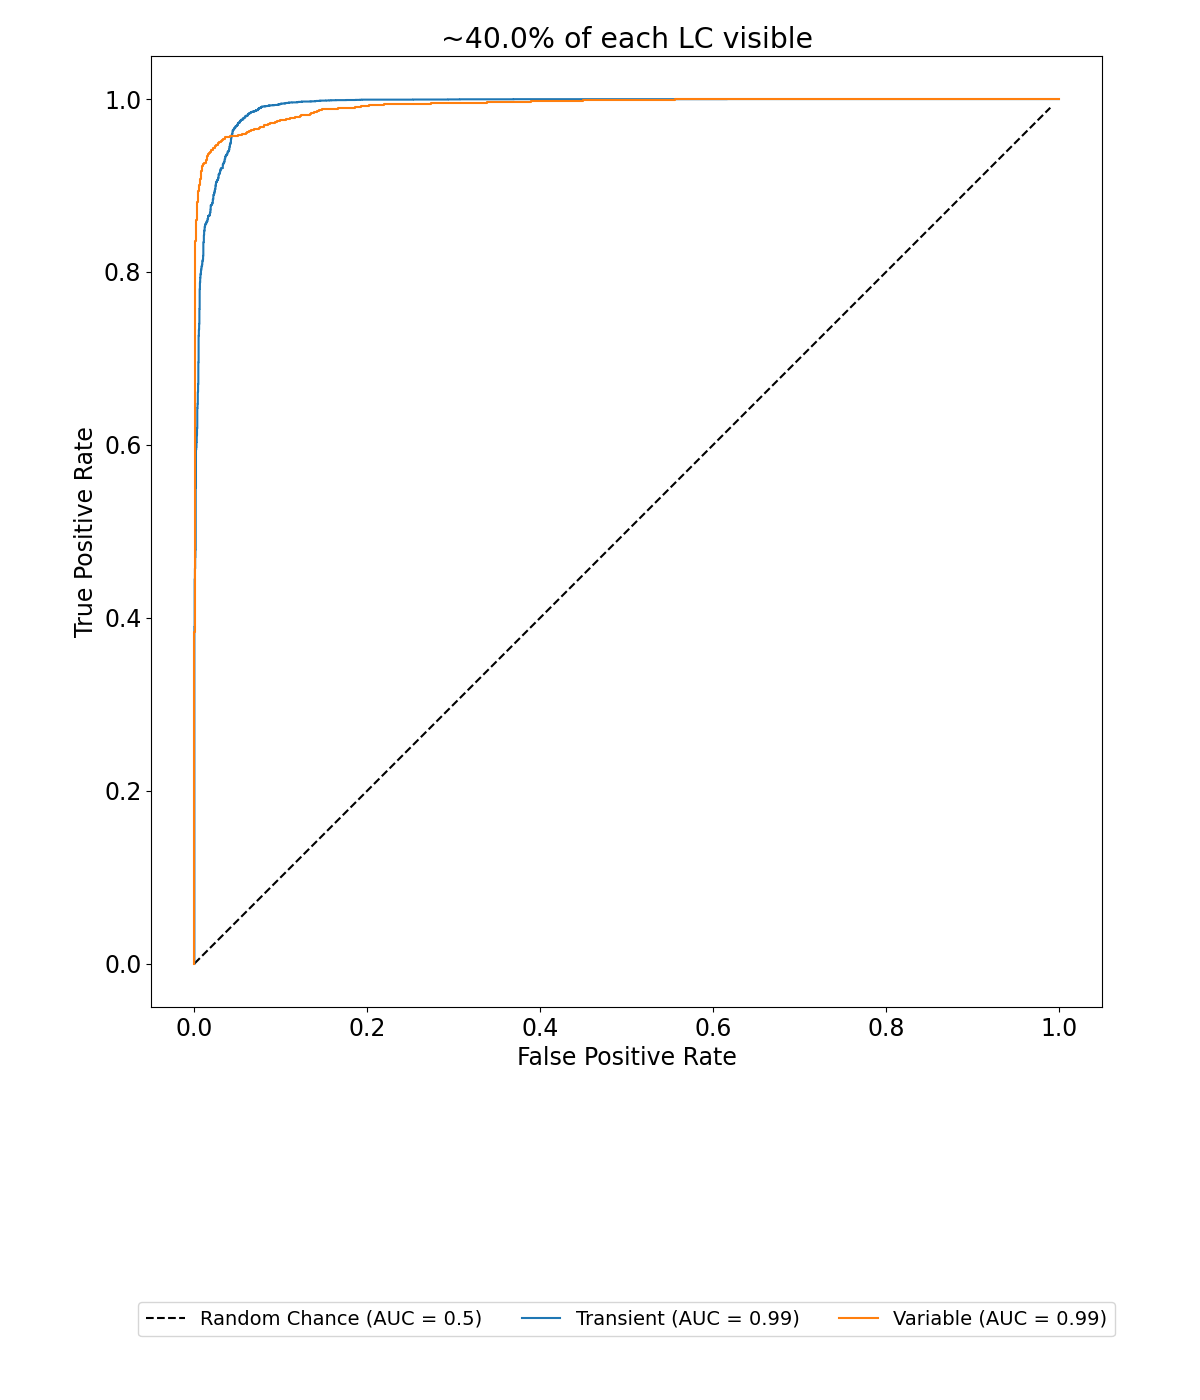 ~40.0% of each LC visible
1.0
0.8
0.6
0.4
0.2
0.0
True Positive Rate
0.0 0.2 0.4 0.6 0.8 1.0
False Positive Rate
Random Chance (AUC = 0.5) Transient (AUC = 0.99) Variable (AUC = 0.99)